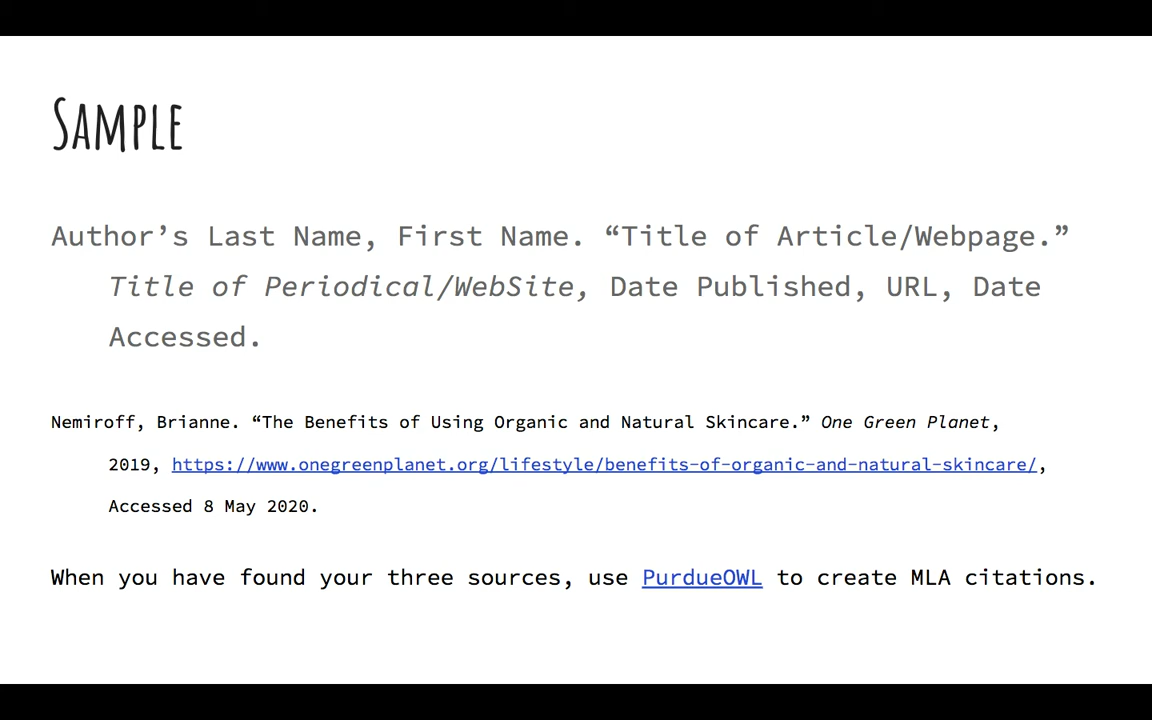 SAMPLE
Author’s Last Name, First Name. “Title of Article/Webpage.”
Title of Periodical/WebSite, Date Published, URL, Date
Accessed.
Nemiroff, Brianne. “The Benefits of Using Organic and Natural Skincare.” One Green Planet,
2019, https://www.onegreenplanet.org/lifestyle/benefits-of-organic-and-natural-skincare/,
Accessed 8 May 2020.
When you have found your three sources, use PurdueOWL to create MLA citations.